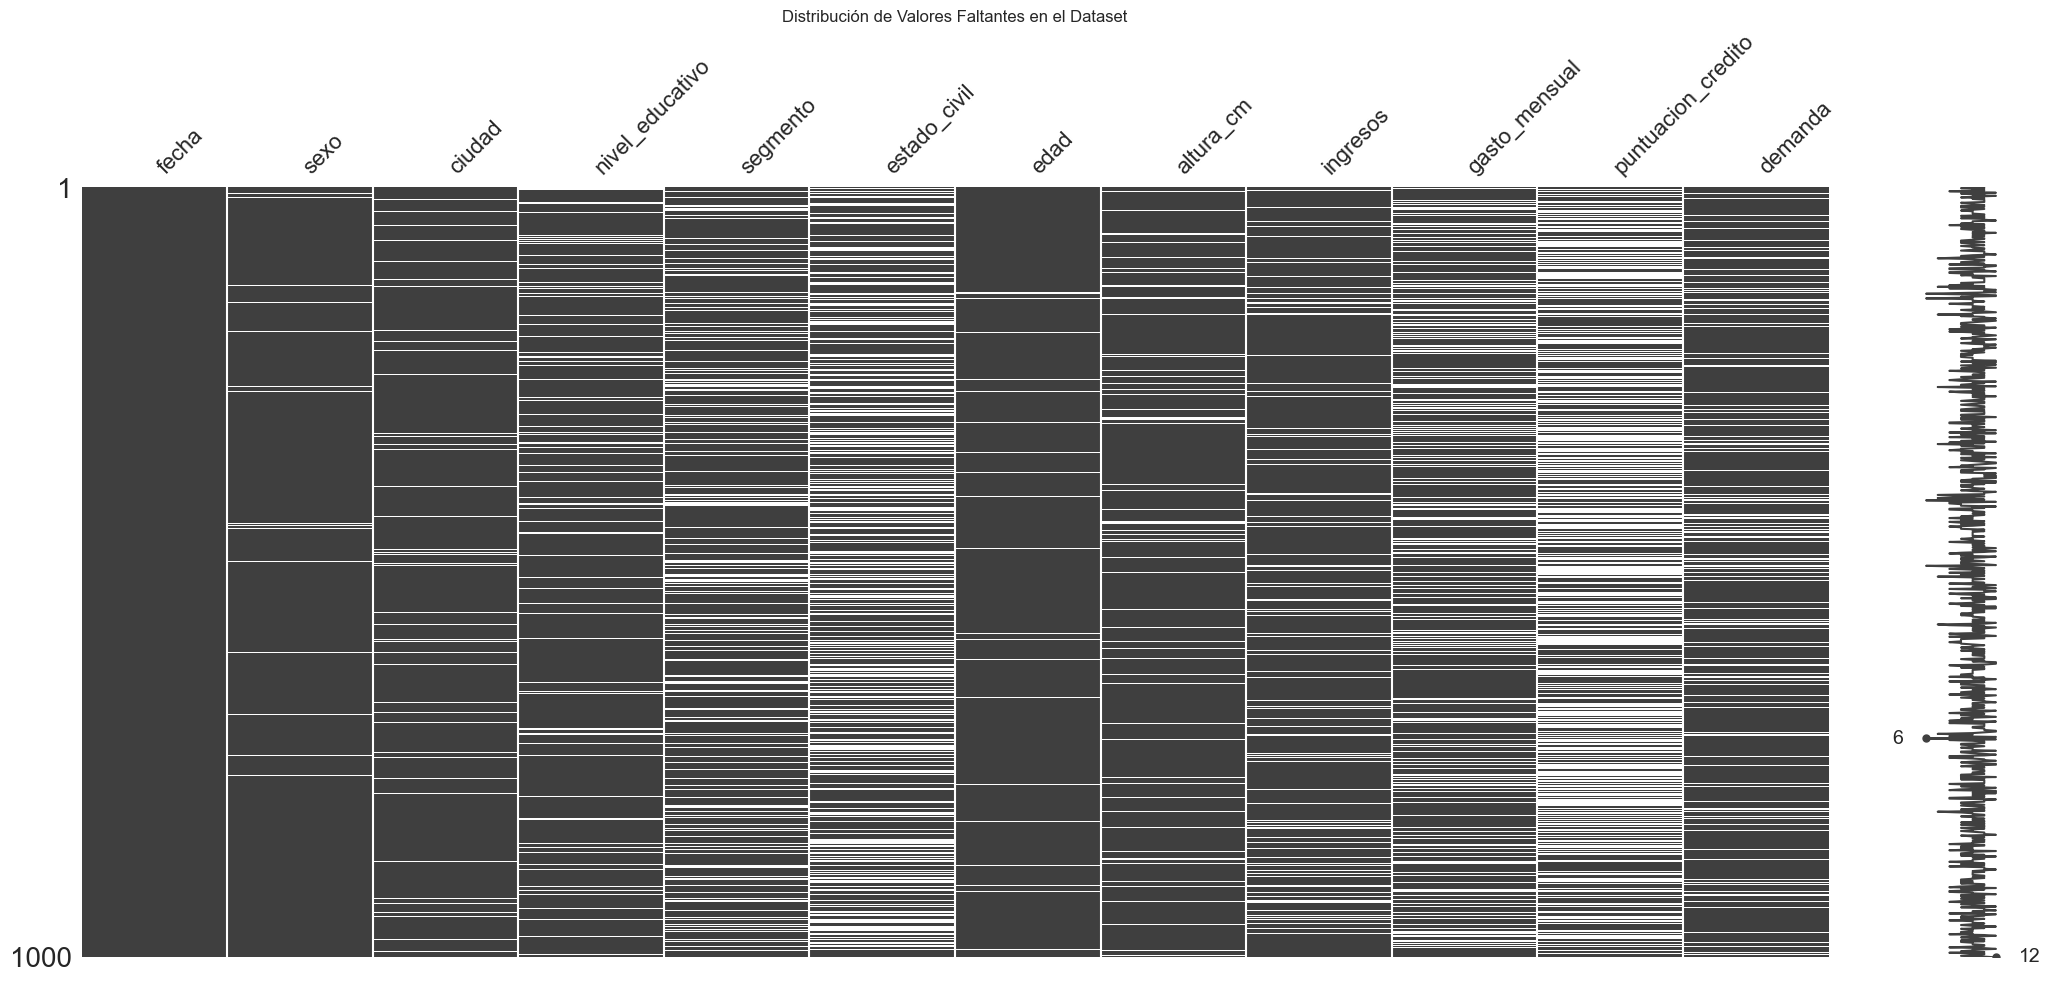 Distribución de Valores Faltantes en el Dataset
fecha
sexo
ciudad
nivel_educativo
segmento
estado_civil
edad
altura_cm
ingresos
gasto_mensual
puntuacion_credito
demanda
1
6
1000
12